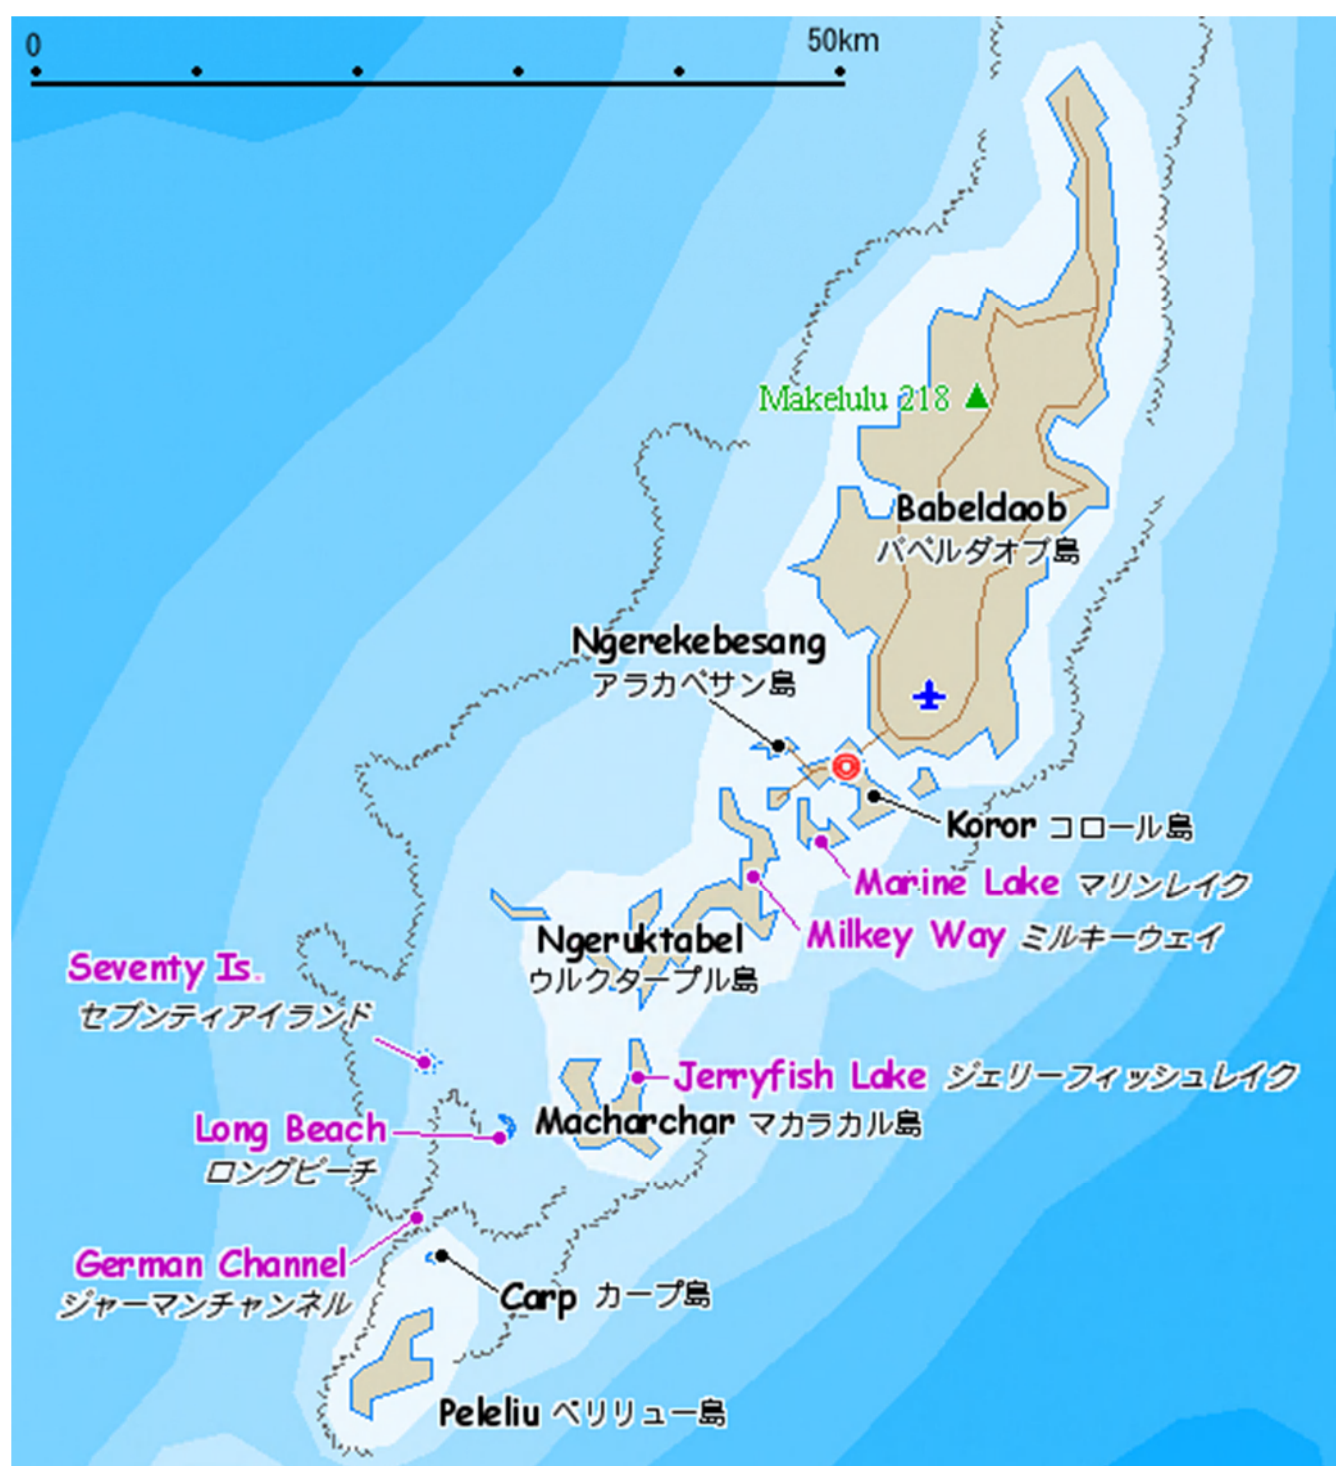 0 50km
Makelulu 218
Babeldaob
バベルダオブ島
Ngerekebesang
アラカベサン島
Koror コロール島
Marine Lake マリンレイク
Milkey Way ミルキーウェイ
Ngeruktabel
ウルクターブル島
Seventy Is.
セブンティアイランド
Jerryfish Lake ジェリーフィッシュレイク
Macharchar マカラカル島
Long Beach
ロングビーチ
German Channel
ジャーマンチャンネル
Carp カープ島
Peleliu ペリリュー島